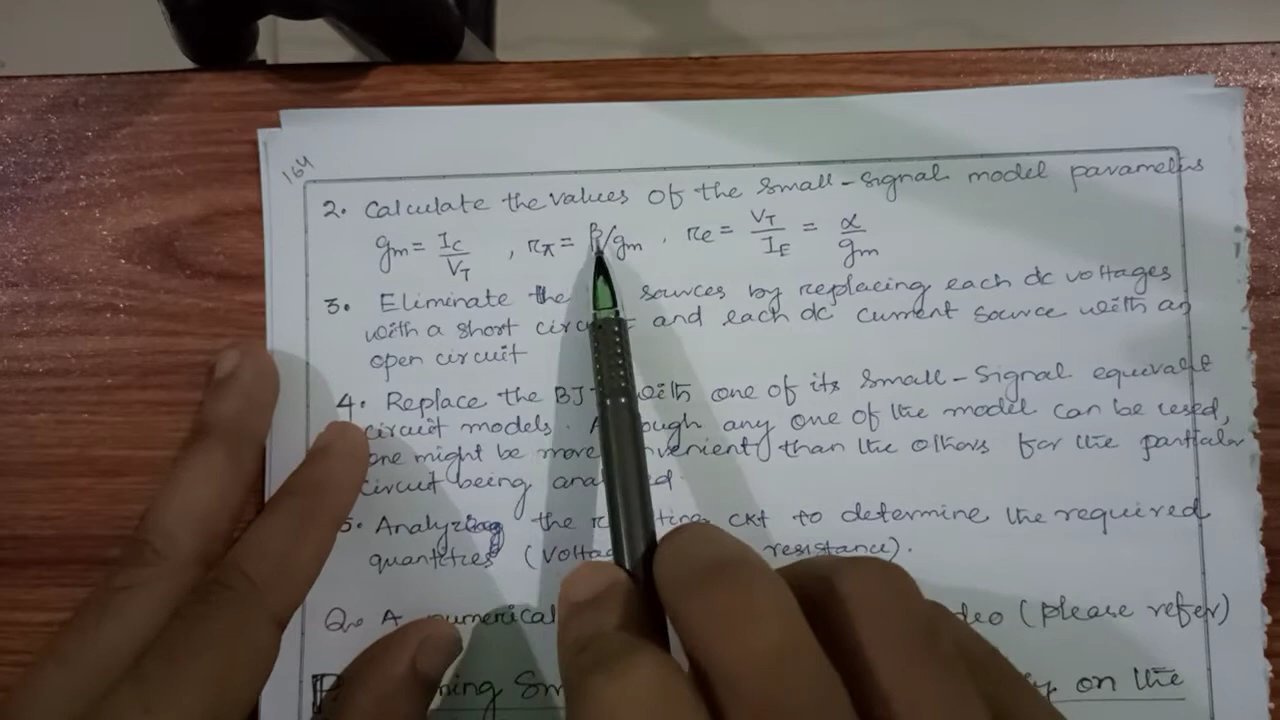 164
2. Calculate the values of the small-signal model parameters
gm = IC/VT , rπ = β/gm , re = VT/IE = α/gm
3. Eliminate the sources by replacing each dc voltages
with a short and each dc current source with an
open circuit
4. Replace the with one of its small-signal
circuit models. any one of the model can be used,
one might be more than the others for the
circuit being
5. Analyzing the ckt to determine the required
quantities ( resistance).
Q. A numerical (please refer)
on the